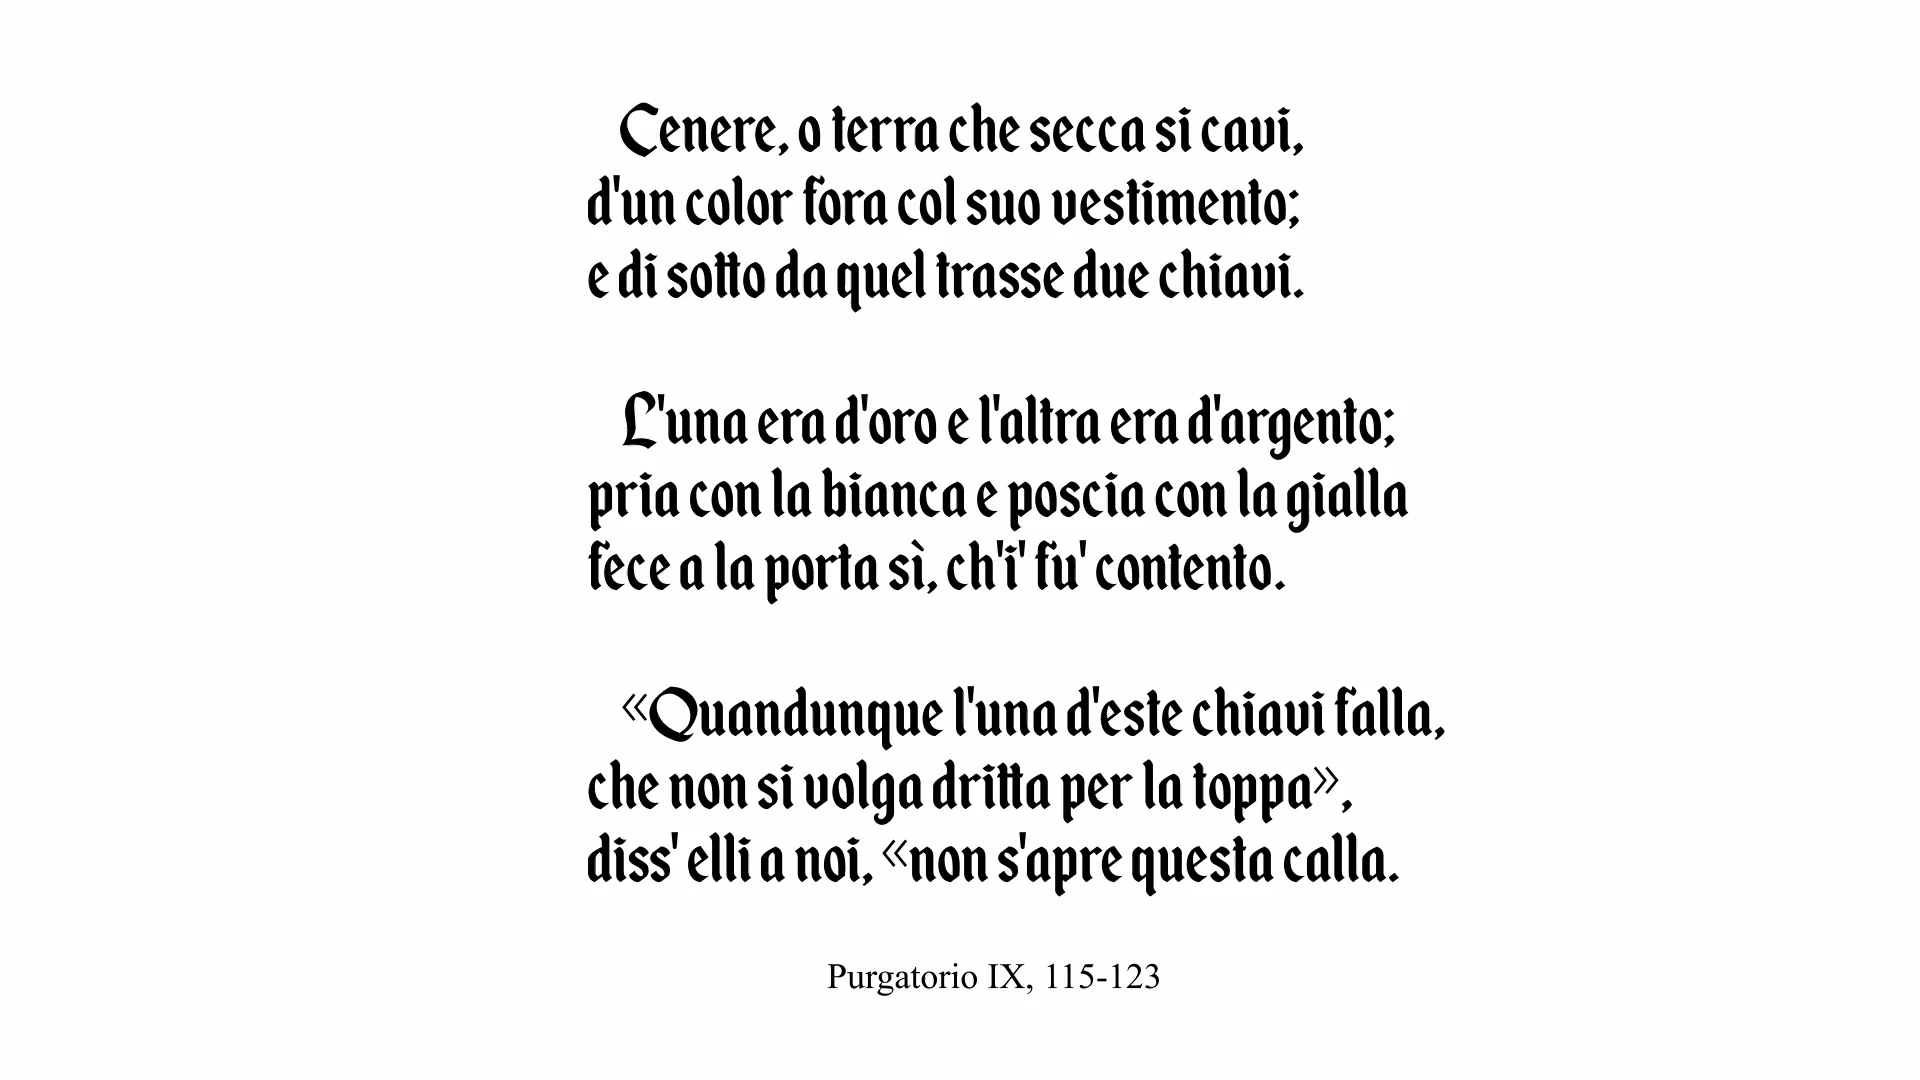 Cenere, o terra che secca si cavi,
d'un color fora col suo vestimento;
e di sotto da quel trasse due chiavi.
L'una era d'oro e l'altra era d'argento;
pria con la bianca e poscia con la gialla
fece a la porta sì, ch'i' fu' contento.
«Quandunque l'una d'este chiavi falla,
che non si volga dritta per la toppa»,
diss' elli a noi, «non s'apre questa calla.
Purgatorio IX, 115-123